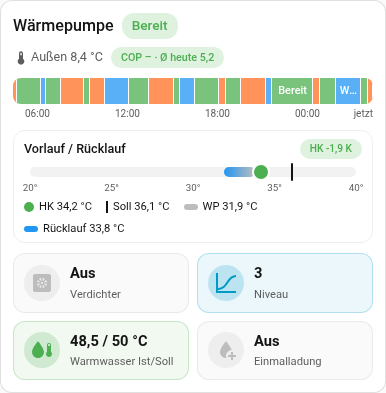 Wärmepumpe Bereit
Außen 8,4 °C COP – · Ø heute 5,2
Bereit W...
06:00 12:00 18:00 00:00 jetzt
Vorlauf / Rücklauf HK -1,9 K
20° 25° 30° 35° 40°
HK 34,2 °C Soll 36,1 °C WP 31,9 °C
Rücklauf 33,8 °C
Aus
Verdichter
3
Niveau
48,5 / 50 °C
Warmwasser Ist/Soll
Aus
Einmalladung